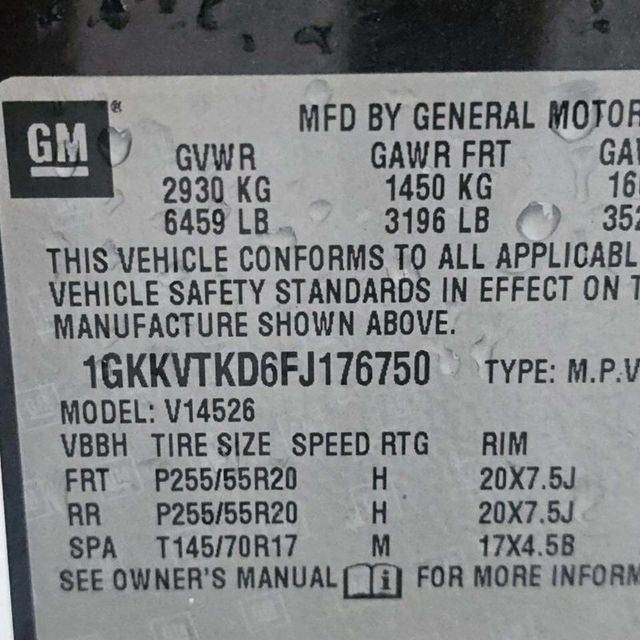 GM ®
MFD BY GENERAL MOTOR
GVWR GAWR FRT GA
2930 KG 1450 KG 16
6459 LB 3196 LB 352
THIS VEHICLE CONFORMS TO ALL APPLICABL
VEHICLE SAFETY STANDARDS IN EFFECT ON T
MANUFACTURE SHOWN ABOVE.
1GKKVTKD6FJ176750 TYPE: M.P.V
MODEL: V14526
VBBH TIRE SIZE SPEED RTG RIM
FRT P255/55R20 H 20X7.5J
RR P255/55R20 H 20X7.5J
SPA T145/70R17 M 17X4.5B
SEE OWNER'S MANUAL i FOR MORE INFORM